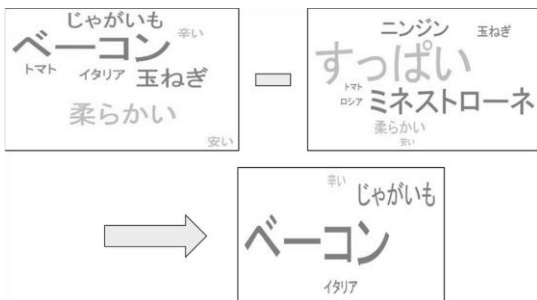 じゃがいも
辛い
ベーコン
トマト イタリア 玉ねぎ
柔らかい
安い
ニンジン 玉ねぎ
すっぱい
トマト
ロシア ミネストローネ
柔らかい
安い
辛い
じゃがいも
ベーコン
イタリア